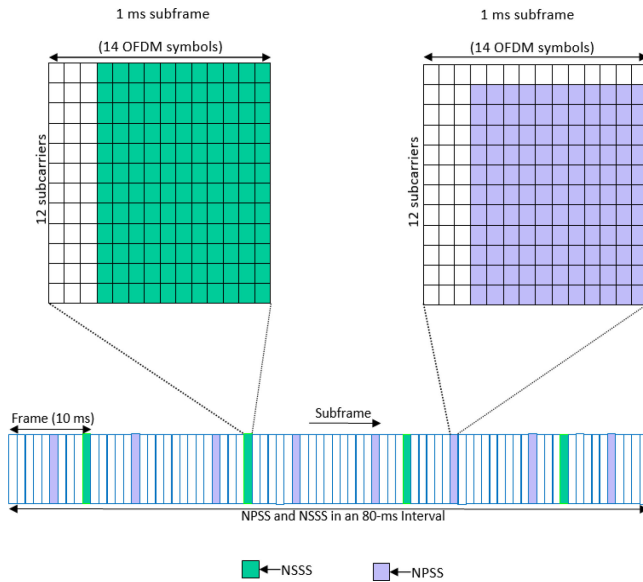 1 ms subframe
1 ms subframe
(14 OFDM symbols)
(14 OFDM symbols)
12 subcarriers
12 subcarriers
Frame (10 ms)
Subframe
NPSS and NSSS in an 80-ms Interval
NSSS
NPSS